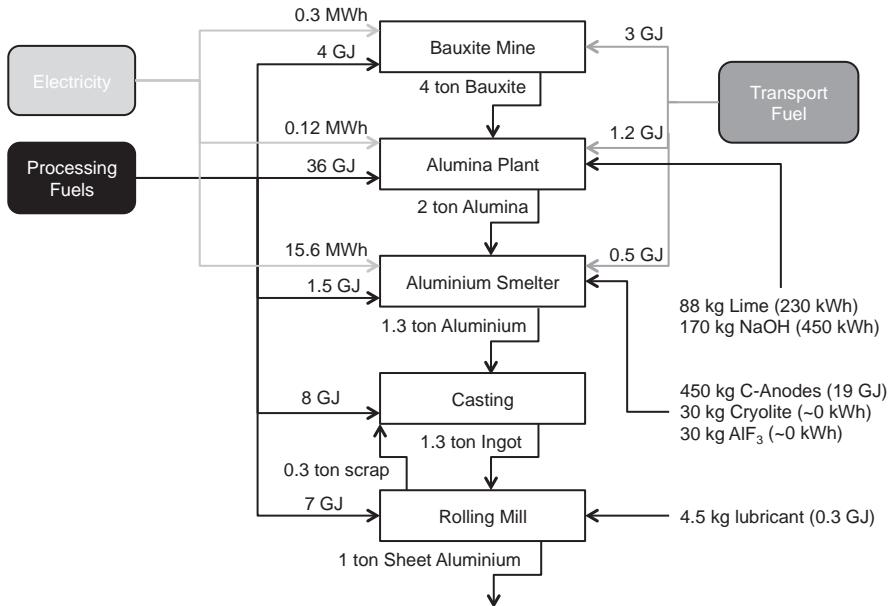 0.3 MWh
Bauxite Mine
3 GJ
4 GJ
Electricity
4 ton Bauxite
Transport
Fuel
0.12 MWh
1.2 GJ
Processing
Fuels
36 GJ
Alumina Plant
2 ton Alumina
15.6 MWh
0.5 GJ
Aluminium Smelter
1.5 GJ
88 kg Lime (230 kWh)
170 kg NaOH (450 kWh)
1.3 ton Aluminium
8 GJ
Casting
450 kg C-Anodes (19 GJ)
30 kg Cryolite (~0 kWh)
30 kg AlF₃ (~0 kWh)
1.3 ton Ingot
0.3 ton scrap
7 GJ
Rolling Mill
4.5 kg lubricant (0.3 GJ)
1 ton Sheet Aluminium